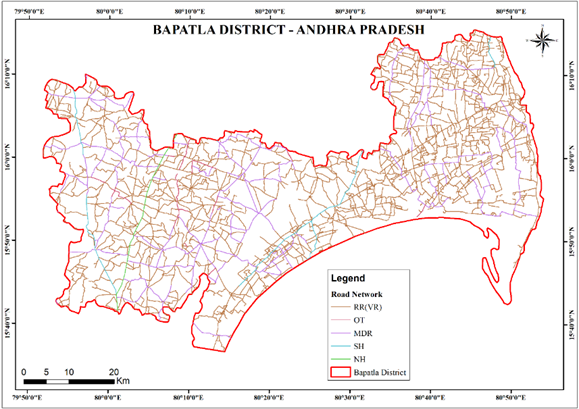 79°50'0"E 80°0'0"E 80°10'0"E 80°20'0"E 80°30'0"E 80°40'0"E 80°50'0"E
BAPATLA DISTRICT - ANDHRA PRADESH
N
16°10'0"N 16°10'0"N
16°0'0"N 16°0'0"N
15°50'0"N 15°50'0"N
15°40'0"N 15°40'0"N
Legend
Road Network
RR(VR)
OT
MDR
SH
NH
Bapatla District
0 5 10 20
Km
79°50'0"E 80°0'0"E 80°10'0"E 80°20'0"E 80°30'0"E 80°40'0"E 80°50'0"E